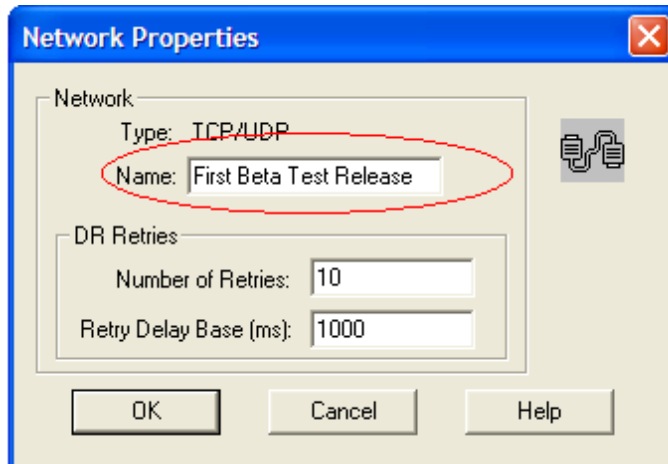 Network Properties
Network
Type: TCP/UDP
Name: First Beta Test Release
DR Retries
Number of Retries: 10
Retry Delay Base (ms): 1000
OK Cancel Help